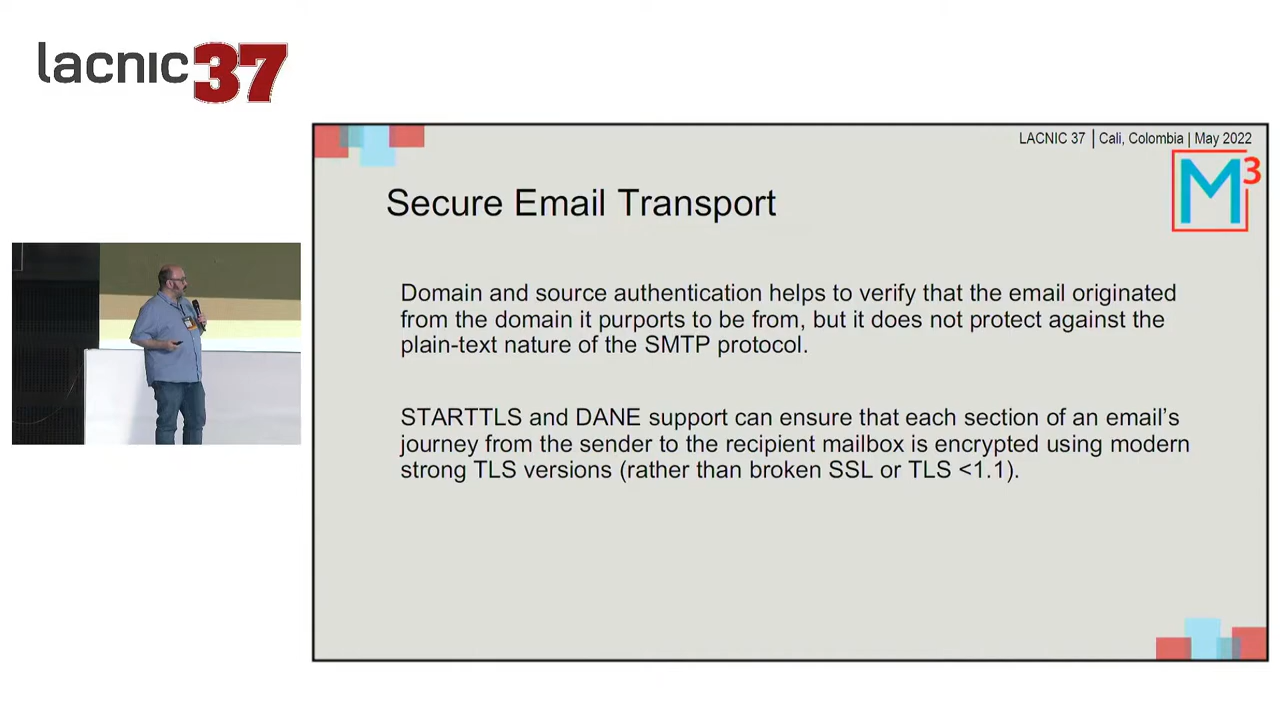 lacnic37
LACNIC 37 | Cali, Colombia | May 2022
M3
Secure Email Transport
Domain and source authentication helps to verify that the email originated
from the domain it purports to be from, but it does not protect against the
plain-text nature of the SMTP protocol.
STARTTLS and DANE support can ensure that each section of an email's
journey from the sender to the recipient mailbox is encrypted using modern
strong TLS versions (rather than broken SSL or TLS <1.1).